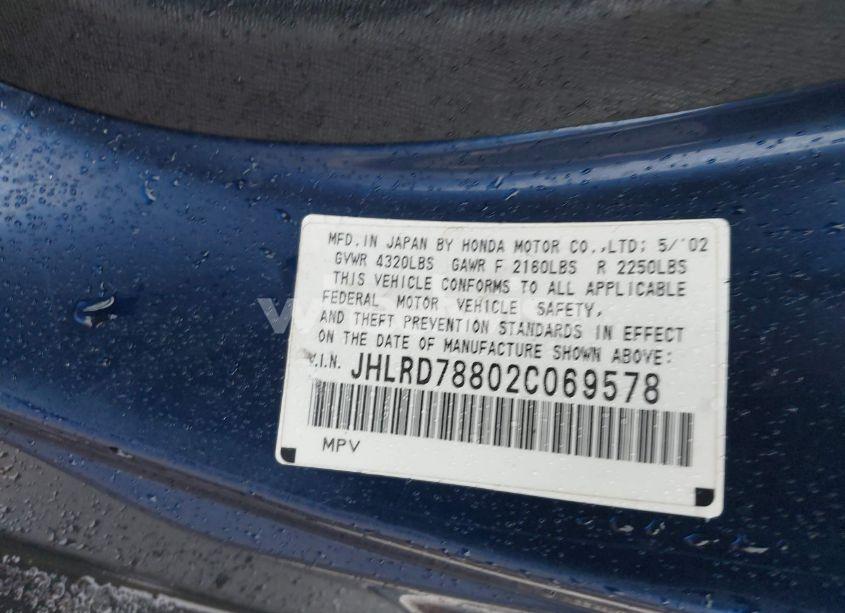 MFD. IN JAPAN BY HONDA MOTOR CO.,LTD: 5/'02
GVWR 4320LBS GAWR F 2160LBS R 2250LBS
THIS VEHICLE CONFORMS TO ALL APPLICABLE
FEDERAL MOTOR VEHICLE SAFETY,
AND THEFT PREVENTION STANDARDS IN EFFECT
ON THE DATE OF MANUFACTURE SHOWN ABOVE:
V.I.N. JHLRD78802C069578
MPV